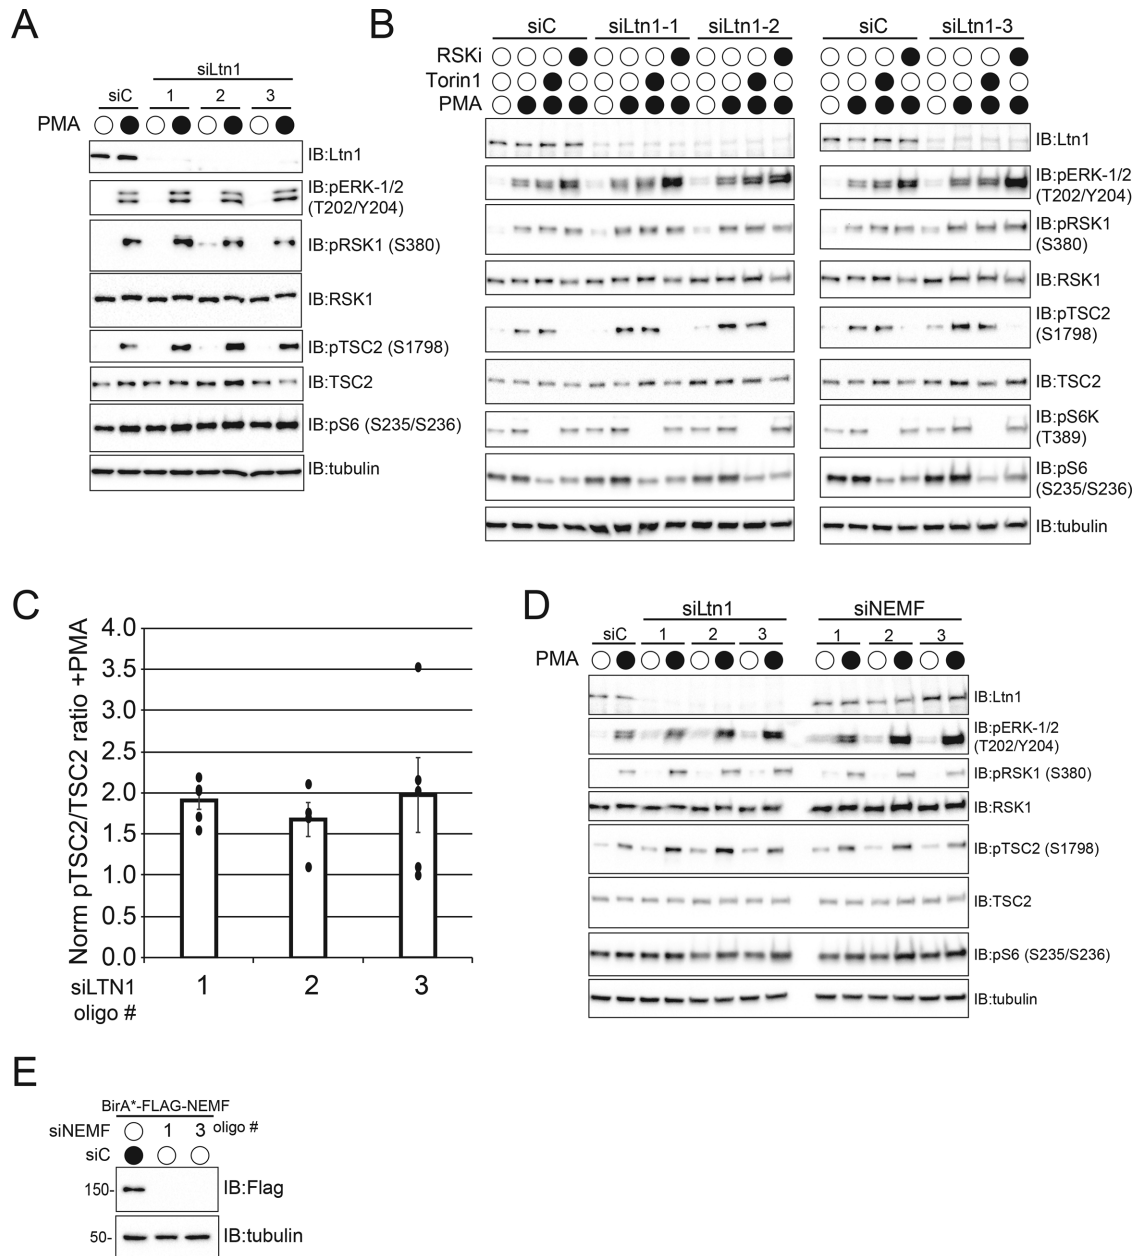 A
siLtn1
siC 1 2 3
PMA
IB:Ltn1
IB:pERK-1/2
(T202/Y204)
IB:pRSK1 (S380)
IB:RSK1
IB:pTSC2 (S1798)
IB:TSC2
IB:pS6 (S235/S236)
IB:tubulin
B
siC siLtn1-1 siLtn1-2 siC siLtn1-3
RSKi
Torin1
PMA
IB:Ltn1
IB:pERK-1/2
(T202/Y204)
IB:pRSK1
(S380)
IB:RSK1
IB:pTSC2
(S1798)
IB:TSC2
IB:pS6K
(T389)
IB:pS6
(S235/S236)
IB:tubulin
C
Norm pTSC2/TSC2 ratio +PMA
4.0
3.5
3.0
2.5
2.0
1.5
1.0
0.5
0.0
siLTN1 1 2 3
oligo #
D
siLtn1 siNEMF
siC 1 2 3 1 2 3
PMA
IB:Ltn1
IB:pERK-1/2
(T202/Y204)
IB:pRSK1 (S380)
IB:RSK1
IB:pTSC2 (S1798)
IB:TSC2
IB:pS6 (S235/S236)
IB:tubulin
E
BirA*-FLAG-NEMF
siNEMF 1 3 oligo #
siC
150- IB:Flag
50- IB:tubulin